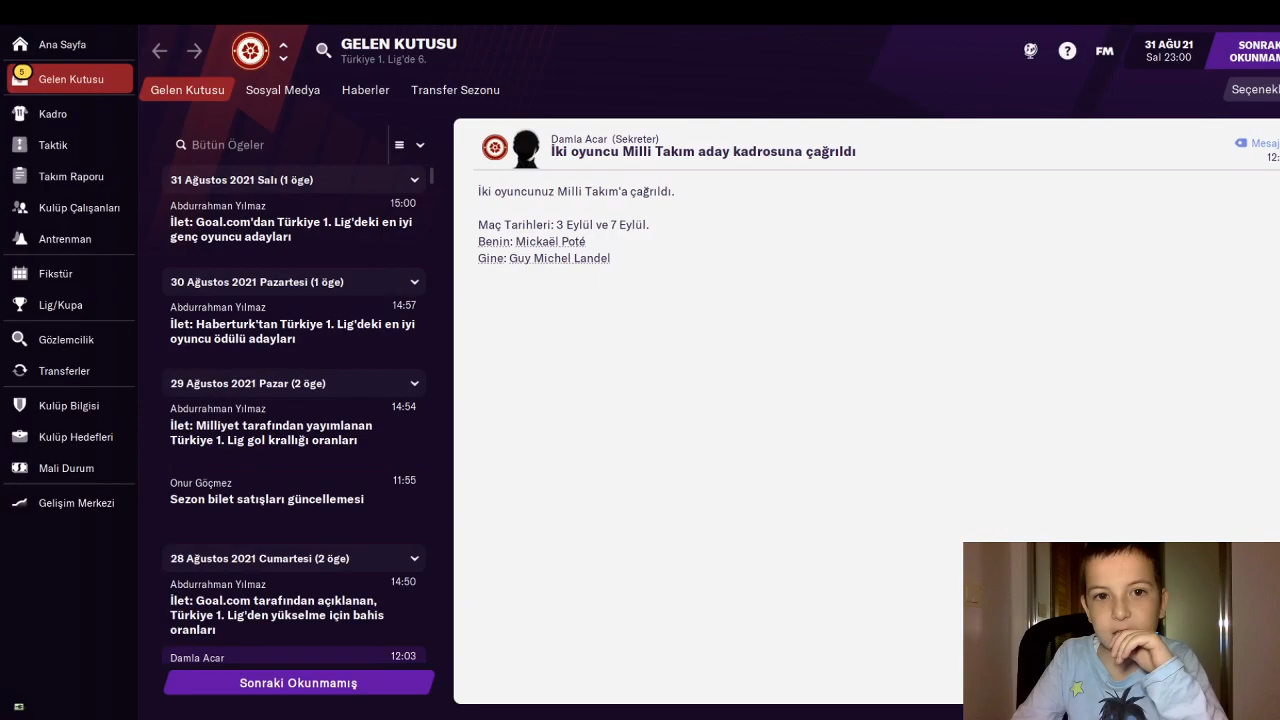 Ana Sayfa
5
Gelen Kutusu
Kadro
Taktik
Takım Raporu
Kulüp Çalışanları
Antrenman
Fikstür
Lig/Kupa
Gözlemcilik
Transferler
Kulüp Bilgisi
Kulüp Hedefleri
Mali Durum
Gelişim Merkezi
GELEN KUTUSU
Türkiye 1. Lig'de 6.
?
FM
31 AĞU 21
Sal 23:00
SONRAK
OKUNMAM
Gelen Kutusu
Sosyal Medya
Haberler
Transfer Sezonu
Seçenekl
Bütün Ögeler
31 Ağustos 2021 Salı (1 öge)
Abdurrahman Yılmaz
15:00
İlet: Goal.com'dan Türkiye 1. Lig'deki en iyi
genç oyuncu adayları
30 Ağustos 2021 Pazartesi (1 öge)
Abdurrahman Yılmaz
14:57
İlet: Haberturk'tan Türkiye 1. Lig'deki en iyi
oyuncu ödülü adayları
29 Ağustos 2021 Pazar (2 öge)
Abdurrahman Yılmaz
14:54
İlet: Milliyet tarafından yayımlanan
Türkiye 1. Lig gol krallığı oranları
Onur Göçmez
11:55
Sezon bilet satışları güncellemesi
28 Ağustos 2021 Cumartesi (2 öge)
Abdurrahman Yılmaz
14:50
İlet: Goal.com tarafından açıklanan,
Türkiye 1. Lig'den yükselme için bahis
oranları
Damla Acar
12:03
Sonraki Okunmamış
Damla Acar (Sekreter)
İki oyuncu Milli Takım aday kadrosuna çağrıldı
Mesaj
12:
İki oyuncunuz Milli Takım'a çağrıldı.
Maç Tarihleri: 3 Eylül ve 7 Eylül.
Benin: Mickaël Poté
Gine: Guy Michel Landel